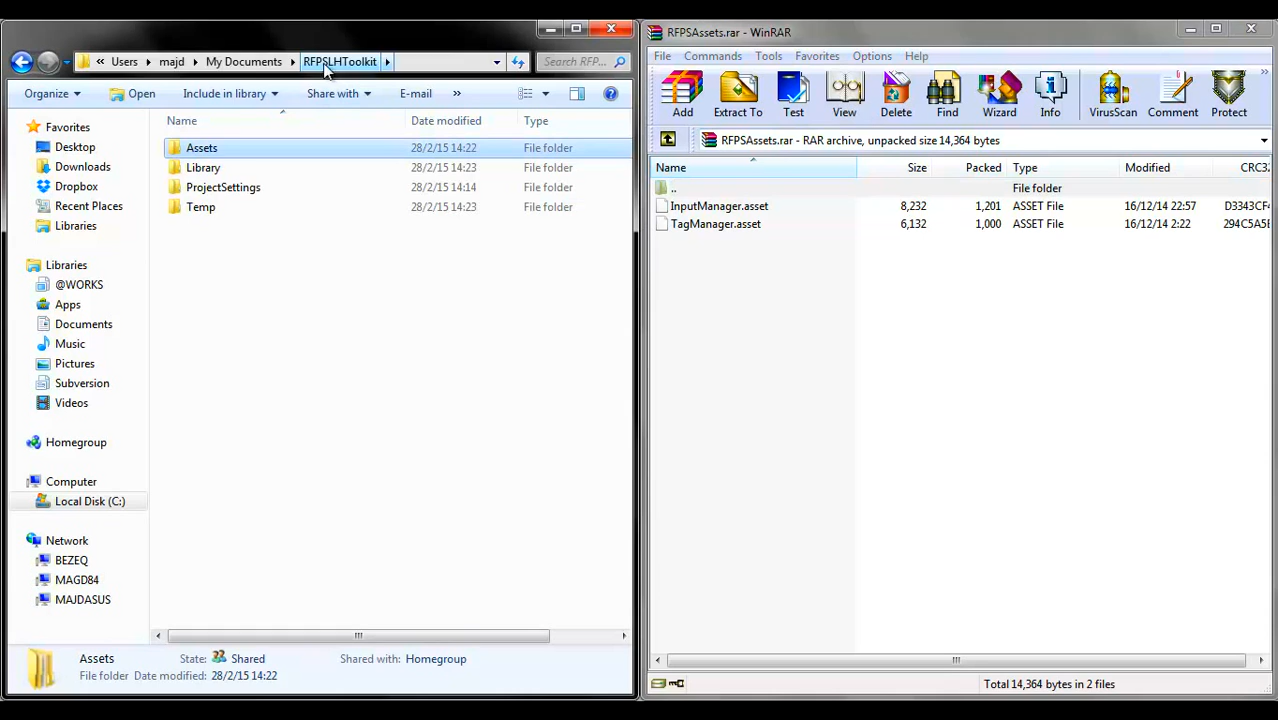 « Users majd My Documents RFPSLHToolkit
Search RFP...
Organize Open Include in library Share with E-mail »
Name Date modified Type
Favorites
Desktop
Downloads
Dropbox
Recent Places
Libraries
Libraries
@WORKS
Apps
Documents
Music
Pictures
Subversion
Videos
Homegroup
Computer
Local Disk (C:)
Network
BEZEQ
MAGD84
MAJDASUS
Assets 28/2/15 14:22 File folder
Library 28/2/15 14:23 File folder
ProjectSettings 28/2/15 14:14 File folder
Temp 28/2/15 14:23 File folder
Assets State: Shared Shared with: Homegroup
File folder Date modified: 28/2/15 14:22
RFPSAssets.rar - WinRAR
File Commands Tools Favorites Options Help
Add Extract To Test View Delete Find Wizard Info VirusScan Comment Protect »
RFPSAssets.rar - RAR archive, unpacked size 14,364 bytes
Name Size Packed Type Modified CRC32
.. File folder
InputManager.asset 8,232 1,201 ASSET File 16/12/14 22:57 D3343CF4
TagManager.asset 6,132 1,000 ASSET File 16/12/14 2:22 294C5A5
Total 14,364 bytes in 2 files